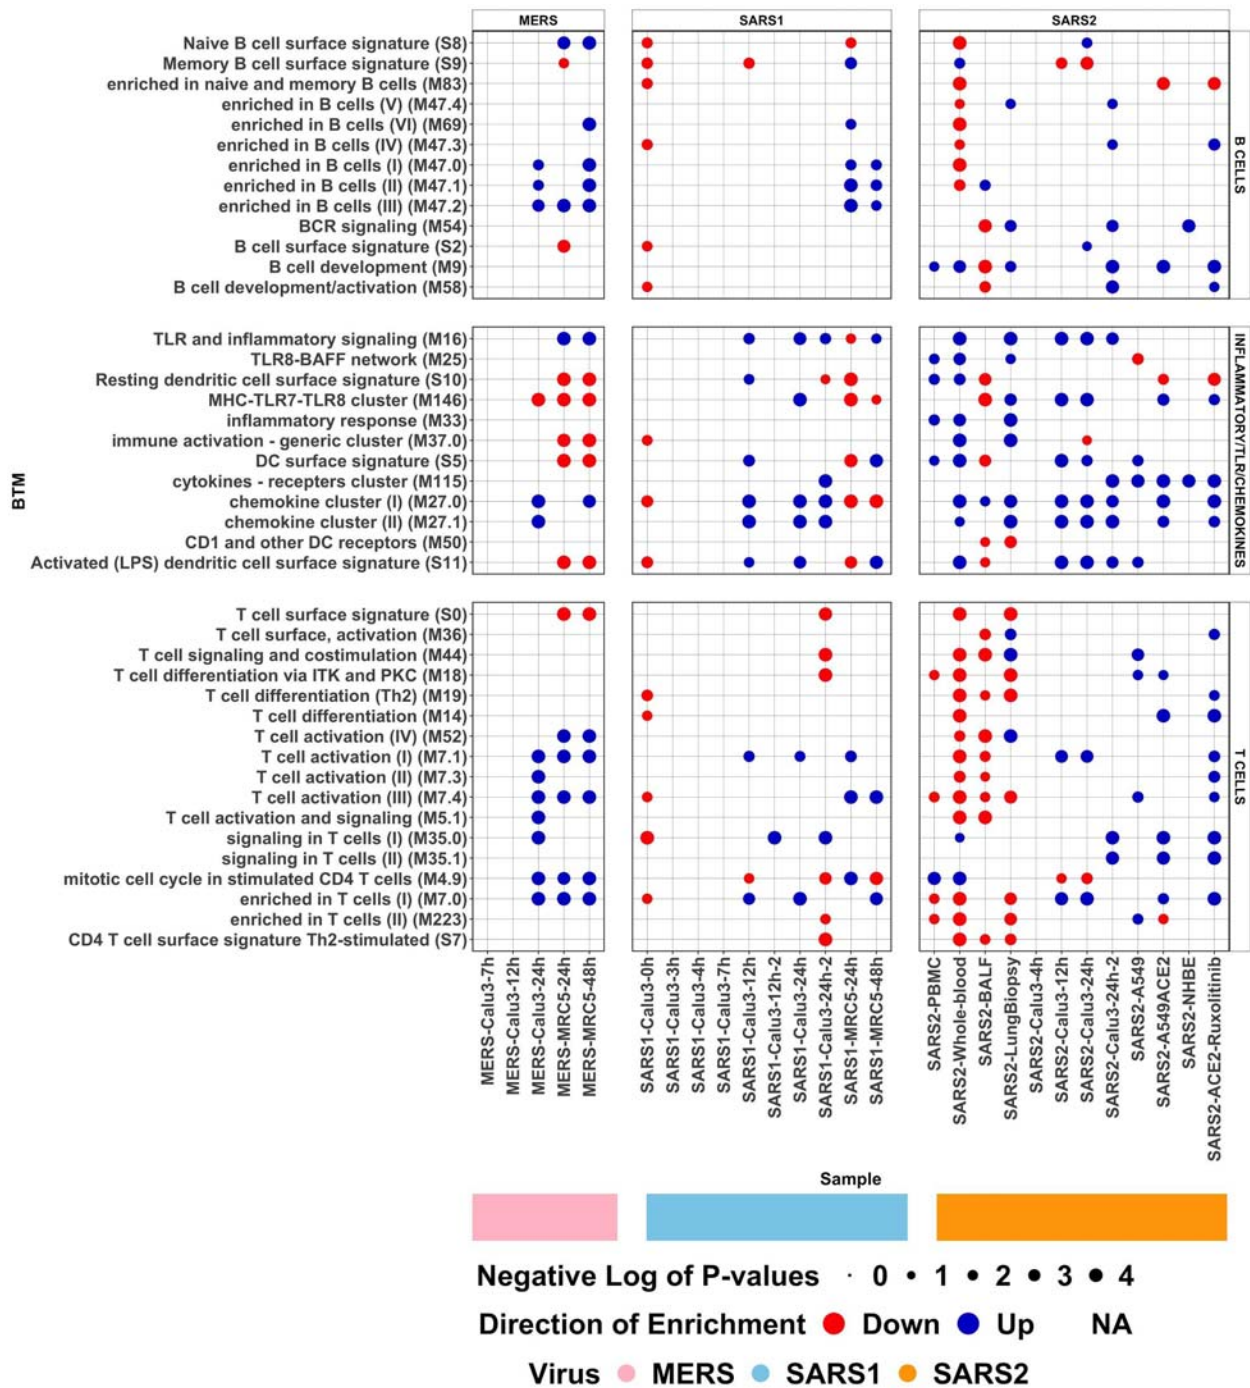 MERS SARS1 SARS2
Naive B cell surface signature (S8)
Memory B cell surface signature (S9)
enriched in naive and memory B cells (M83)
enriched in B cells (V) (M47.4)
enriched in B cells (VI) (M69)
enriched in B cells (IV) (M47.3)
enriched in B cells (I) (M47.0)
enriched in B cells (II) (M47.1)
enriched in B cells (III) (M47.2)
BCR signaling (M54)
B cell surface signature (S2)
B cell development (M9)
B cell development/activation (M58)
B CELLS
TLR and inflammatory signaling (M16)
TLR8-BAFF network (M25)
Resting dendritic cell surface signature (S10)
MHC-TLR7-TLR8 cluster (M146)
inflammatory response (M33)
immune activation - generic cluster (M37.0)
DC surface signature (S5)
cytokines - recepters cluster (M115)
chemokine cluster (I) (M27.0)
chemokine cluster (II) (M27.1)
CD1 and other DC receptors (M50)
Activated (LPS) dendritic cell surface signature (S11)
INFLAMMATORY/TLR/CHEMOKINES
BTM
T cell surface signature (S0)
T cell surface, activation (M36)
T cell signaling and costimulation (M44)
T cell differentiation via ITK and PKC (M18)
T cell differentiation (Th2) (M19)
T cell differentiation (M14)
T cell activation (IV) (M52)
T cell activation (I) (M7.1)
T cell activation (II) (M7.3)
T cell activation (III) (M7.4)
T cell activation and signaling (M5.1)
signaling in T cells (I) (M35.0)
signaling in T cells (II) (M35.1)
mitotic cell cycle in stimulated CD4 T cells (M4.9)
enriched in T cells (I) (M7.0)
enriched in T cells (II) (M223)
CD4 T cell surface signature Th2-stimulated (S7)
T CELLS
MERS-Calu3-7h
MERS-Calu3-12h
MERS-Calu3-24h
MERS-MRC5-24h
MERS-MRC5-48h
SARS1-Calu3-0h
SARS1-Calu3-3h
SARS1-Calu3-4h
SARS1-Calu3-7h
SARS1-Calu3-12h
SARS1-Calu3-12h-2
SARS1-Calu3-24h
SARS1-Calu3-24h-2
SARS1-MRC5-24h
SARS1-MRC5-48h
SARS2-PBMC
SARS2-Whole-blood
SARS2-BALF
SARS2-LungBiopsy
SARS2-Calu3-4h
SARS2-Calu3-12h
SARS2-Calu3-24h
SARS2-Calu3-24h-2
SARS2-A549
SARS2-A549ACE2
SARS2-NHBE
SARS2-ACE2-Ruxolitinib
Sample
Negative Log of P-values 0 1 2 3 4
Direction of Enrichment Down Up NA
Virus MERS SARS1 SARS2